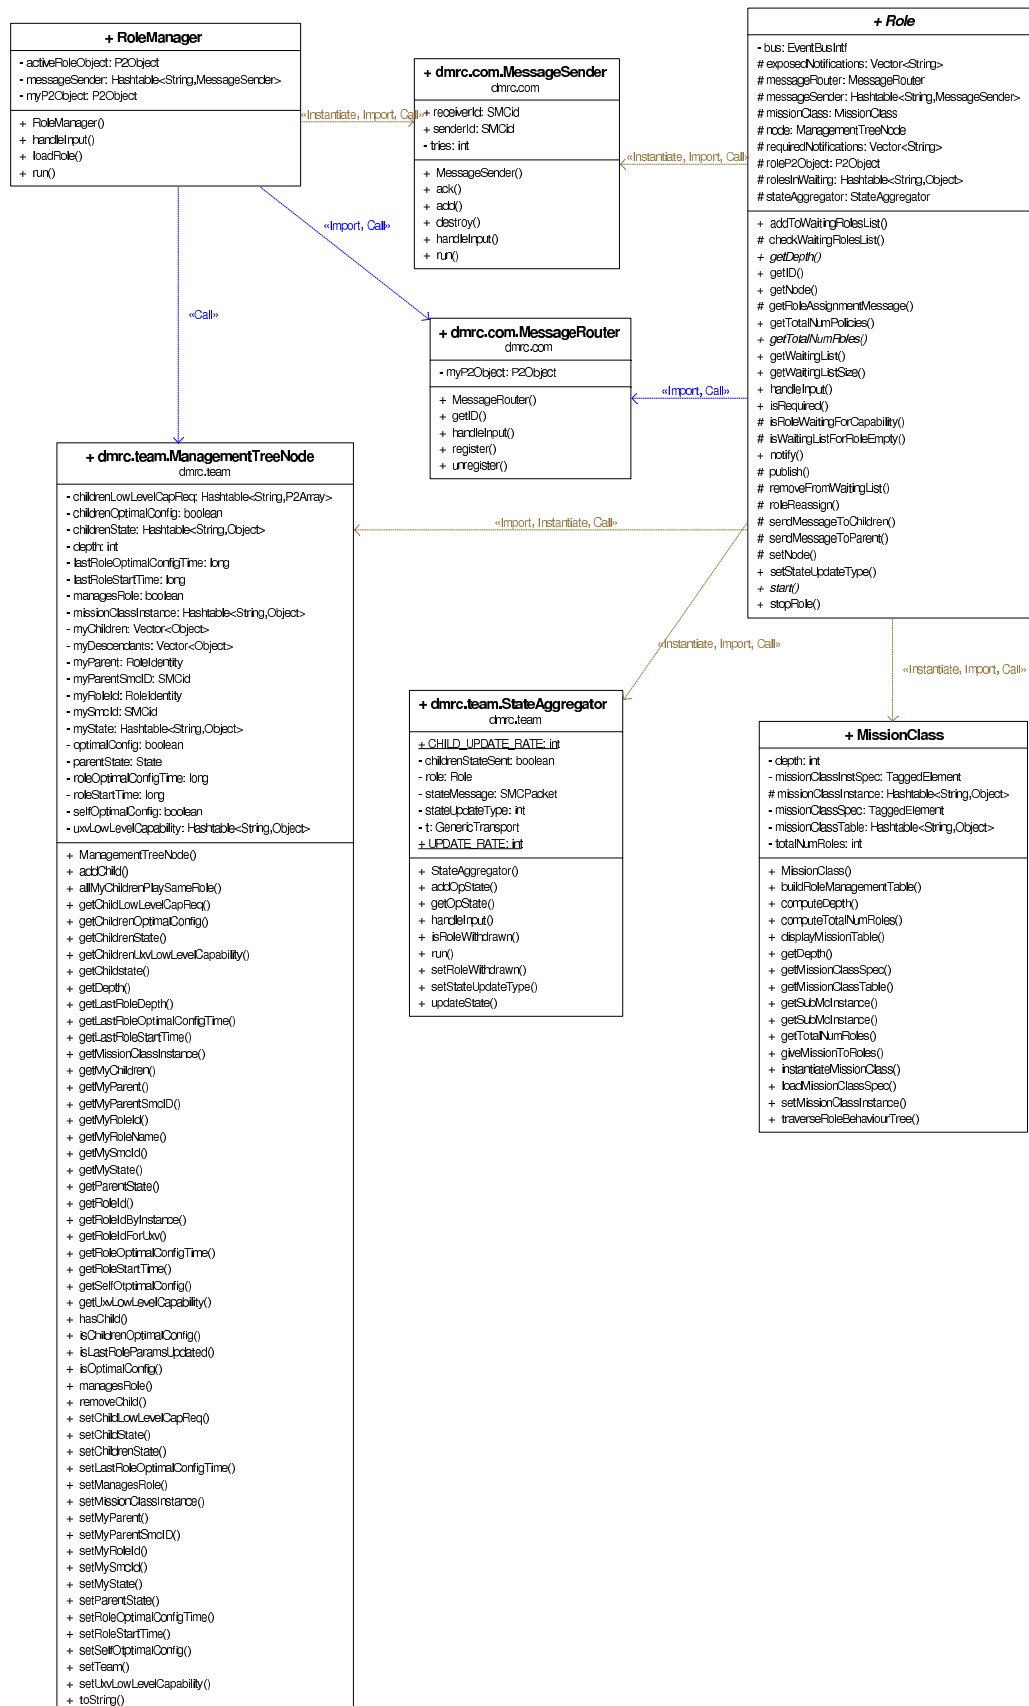 + RoleManager
- activeRoleObject: P2Object
- messageSender: Hashtable<String,MessageSender>
- myP2Object: P2Object
+ RoleManager()
+ handleInput()
+ loadRole()
+ run()
«Instantiate, Import, Call»
+ dmrc.com.MessageSender
dmrc.com
+ receiverId: SMCid
+ senderId: SMCid
- tries: int
+ MessageSender()
+ ack()
+ add()
+ destroy()
+ handleInput()
+ run()
«Instantiate, Import, Call»
+ Role
- bus: EventBusIntf
# exposedNotifications: Vector<String>
# messageRouter: MessageRouter
# messageSender: Hashtable<String,MessageSender>
# missionClass: MissionClass
# node: ManagementTreeNode
# requiredNotifications: Vector<String>
# roleP2Object: P2Object
# rolesInWaiting: Hashtable<String,Object>
# stateAggregator: StateAggregator
+ addToWaitingRolesList()
# checkWaitingRolesList()
+ getDepth()
+ getID()
+ getNode()
# getRoleAssignmentMessage()
+ getTotalNumPolicies()
+ getTotalNumRoles()
+ getWaitingList()
+ getWaitingListSize()
+ handleInput()
+ isRequired()
# isRoleWaitingForCapability()
# isWaitingListForRoleEmpty()
+ notify()
# publish()
# removeFromWaitingList()
# roleReassign()
# sendMessageToChildren()
# sendMessageToParent()
# setNode()
+ setStateUpdateType()
+ start()
+ stopRole()
«Import, Call»
«Call»
+ dmrc.com.MessageRouter
dmrc.com
- myP2Object: P2Object
+ MessageRouter()
+ getID()
+ handleInput()
+ register()
+ unregister()
«Import, Call»
+ dmrc.team.ManagementTreeNode
dmrc.team
- childrenLowLevelCapReq: Hashtable<String,P2Array>
- childrenOptimalConfig: boolean
- childrenState: Hashtable<String,Object>
- depth: int
- lastRoleOptimalConfigTime: long
- lastRoleStartTime: long
- managesRole: boolean
- missionClassInstance: Hashtable<String,Object>
- myChildren: Vector<Object>
- myDescendants: Vector<Object>
- myParent: RoleIdentity
- myParentSmcID: SMCid
- myRoleId: RoleIdentity
- mySmcId: SMCid
- myState: Hashtable<String,Object>
- optimalConfig: boolean
- parentState: State
- roleOptimalConfigTime: long
- roleStartTime: long
- selfOptimalConfig: boolean
- uxvLowLevelCapability: Hashtable<String,Object>
+ ManagementTreeNode()
+ addChild()
+ allMyChildrenPlaySameRole()
+ getChildLowLevelCapReq()
+ getChildrenOptimalConfig()
+ getChildrenState()
+ getChildrenUxvLowLevelCapability()
+ getChildstate()
+ getDepth()
+ getLastRoleDepth()
+ getLastRoleOptimalConfigTime()
+ getLastRoleStartTime()
+ getMissionClassInstance()
+ getMyChildren()
+ getMyParent()
+ getMyParentSmcID()
+ getMyRoleId()
+ getMyRoleName()
+ getMySmcId()
+ getMyState()
+ getParentState()
+ getRoleId()
+ getRoleIdByInstance()
+ getRoleIdForUxv()
+ getRoleOptimalConfigTime()
+ getRoleStartTime()
+ getSelfOtptimalConfig()
+ getUxvLowLevelCapability()
+ hasChild()
+ isChildrenOptimalConfig()
+ isLastRoleParamsUpdated()
+ isOptimalConfig()
+ managesRole()
+ removeChild()
+ setChildLowLevelCapReq()
+ setChildState()
+ setChildrenState()
+ setLastRoleOptimalConfigTime()
+ setManagesRole()
+ setMissionClassInstance()
+ setMyParent()
+ setMyParentSmcID()
+ setMyRoleId()
+ setMySmcId()
+ setMyState()
+ setParentState()
+ setRoleOptimalConfigTime()
+ setRoleStartTime()
+ setSelfOtptimalConfig()
+ setTeam()
+ setUxvLowLevelCapability()
+ toString()
«Import, Instantiate, Call»
«Instantiate, Import, Call»
«Instantiate, Import, Call»
+ dmrc.team.StateAggregator
dmrc.team
+ CHILD_UPDATE_RATE: int
- childrenStateSent: boolean
- role: Role
- stateMessage: SMCPacket
- stateUpdateType: int
- t: GenericTransport
+ UPDATE_RATE: int
+ StateAggregator()
+ addOpState()
+ getOpState()
+ handleInput()
+ isRoleWithdrawn()
+ run()
+ setRoleWithdrawn()
+ setStateUpdateType()
+ updateState()
+ MissionClass
- depth: int
- missionClassInstSpec: TaggedElement
# missionClassInstance: Hashtable<String,Object>
- missionClassSpec: TaggedElement
- missionClassTable: Hashtable<String,Object>
- totalNumRoles: int
+ MissionClass()
+ buildRoleManagementTable()
+ computeDepth()
+ computeTotalNumRoles()
+ displayMissionTable()
+ getDepth()
+ getMissionClassSpec()
+ getMissionClassTable()
+ getSubMcInstance()
+ getSubMcInstance()
+ getTotalNumRoles()
+ giveMissionToRoles()
+ instantiateMissionClass()
+ loadMissionClassSpec()
+ setMissionClassInstance()
+ traverseRoleBehaviourTree()